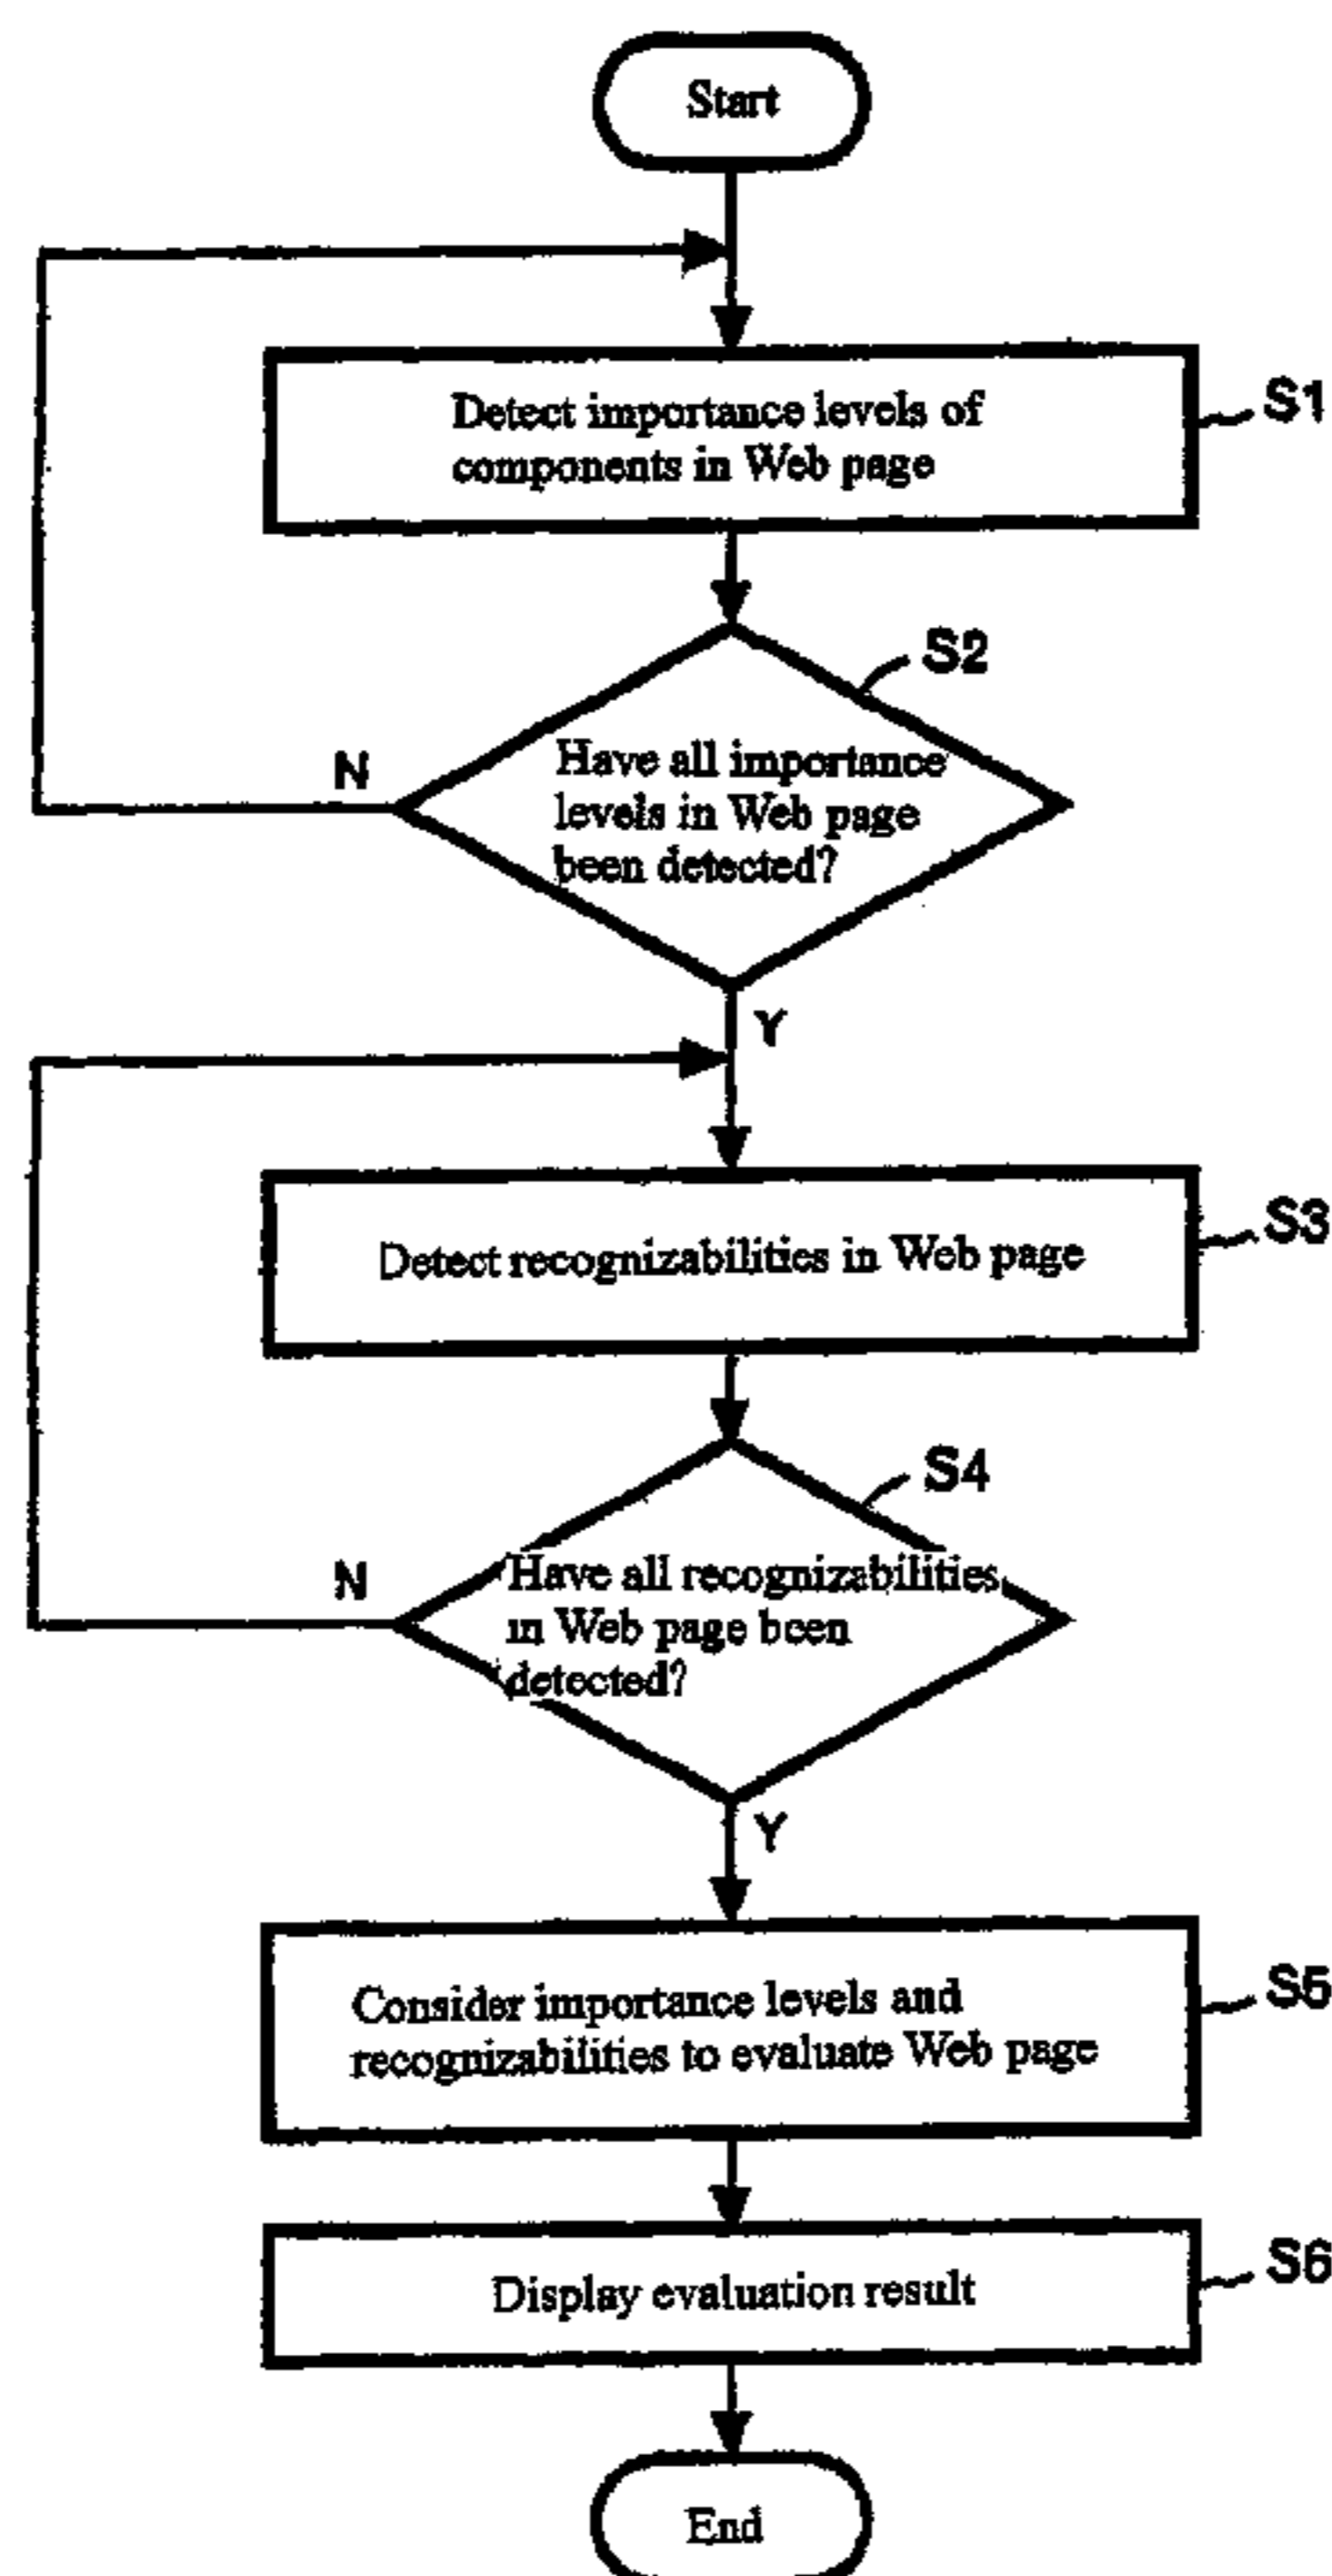 Start
Detect importance levels of
components in Web page
S1
S2
Have all importance
levels in Web page
been detected?
N
Y
Detect recognizabilities in Web page
S3
S4
Have all recognizabilities
in Web page been
detected?
N
Y
Consider importance levels and
recognizabilities to evaluate Web page
S5
Display evaluation result
S6
End